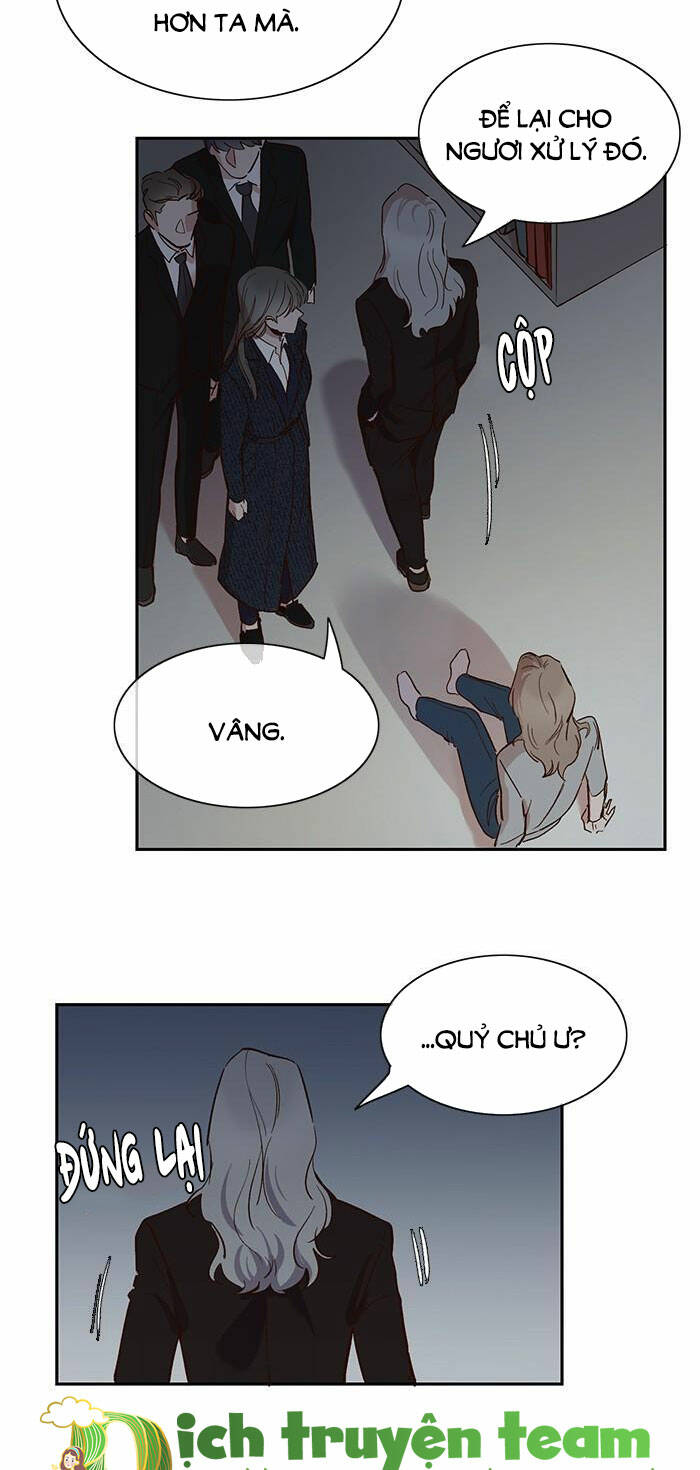 HƠN TA MÀ.
ĐỂ LẠI CHO
NGƯƠI XỬ LÝ ĐÓ.
CỘP
VÂNG.
...QUỶ CHỦ Ư?
ĐỨNG LẠI
Dịch truyện team